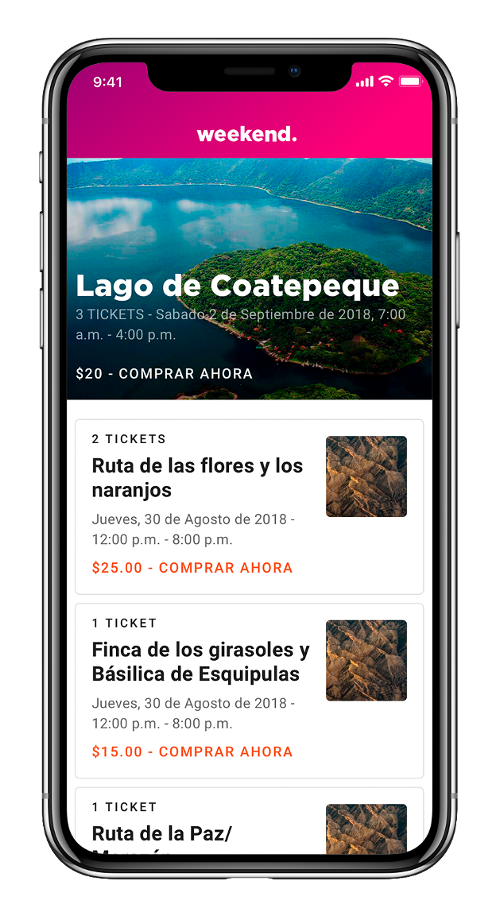 9:41
weekend.
Lago de Coatepeque
3 TICKETS - Sabado 2 de Septiembre de 2018, 7:00
a.m. - 4:00 p.m.
$20 - COMPRAR AHORA
2 TICKETS
Ruta de las flores y los
naranjos
Jueves, 30 de Agosto de 2018 -
12:00 p.m. - 8:00 p.m.
$25.00 - COMPRAR AHORA
1 TICKET
Finca de los girasoles y
Básilica de Esquipulas
Jueves, 30 de Agosto de 2018 -
12:00 p.m. - 8:00 p.m.
$15.00 - COMPRAR AHORA
1 TICKET
Ruta de la Paz/